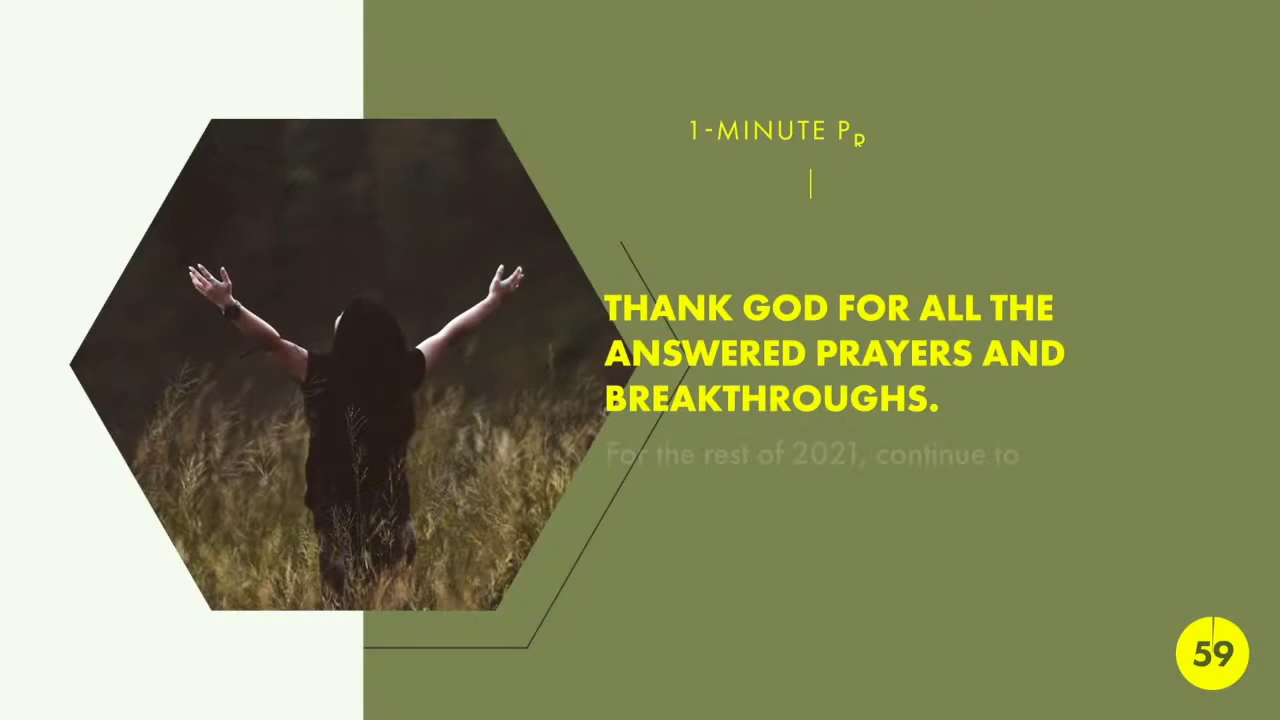 1-MINUTE PR
THANK GOD FOR ALL THE
ANSWERED PRAYERS AND
BREAKTHROUGHS.
For the rest of 2021, continue to
59